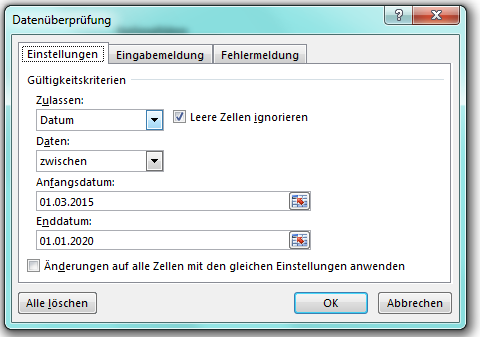 Datenüberprüfung
Einstellungen Eingabemeldung Fehlermeldung
Gültigkeitskriterien
Zulassen:
Datum Leere Zellen ignorieren
Daten:
zwischen
Anfangsdatum:
01.03.2015
Enddatum:
01.01.2020
Änderungen auf alle Zellen mit den gleichen Einstellungen anwenden
Alle löschen OK Abbrechen